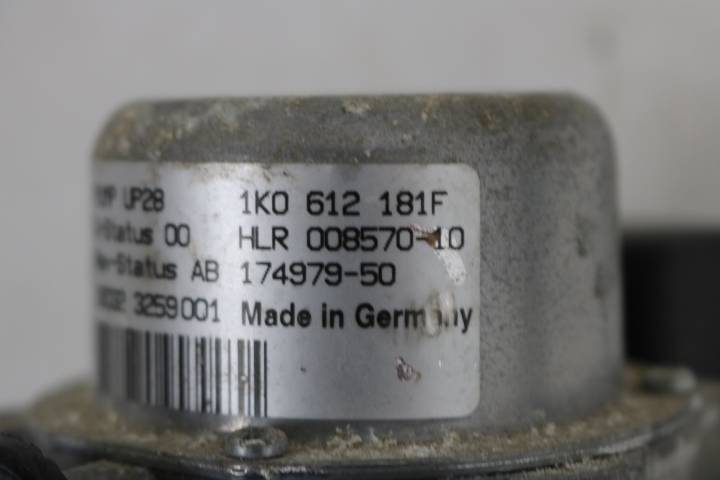 UP28 1K0 612 181F
Status 00 HLR 008570-10
Status AB 174979-50
3259001 Made in Germany